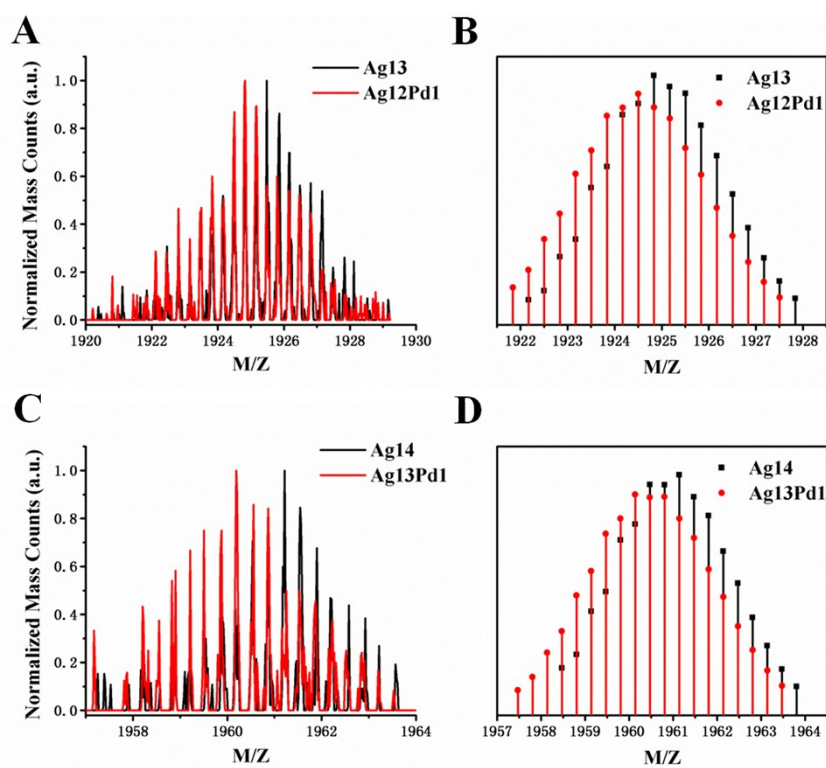 A
Normalized Mass Counts (a.u.)
1.0
0.8
0.6
0.4
0.2
0.0
Ag13
Ag12Pd1
1920 1922 1924 1926 1928 1930
M/Z
B
Ag13
Ag12Pd1
1922 1923 1924 1925 1926 1927 1928
M/Z
C
Normalized Mass Counts (a.u.)
1.0
0.8
0.6
0.4
0.2
0.0
Ag14
Ag13Pd1
1958 1960 1962 1964
M/Z
D
Ag14
Ag13Pd1
1957 1958 1959 1960 1961 1962 1963 1964
M/Z